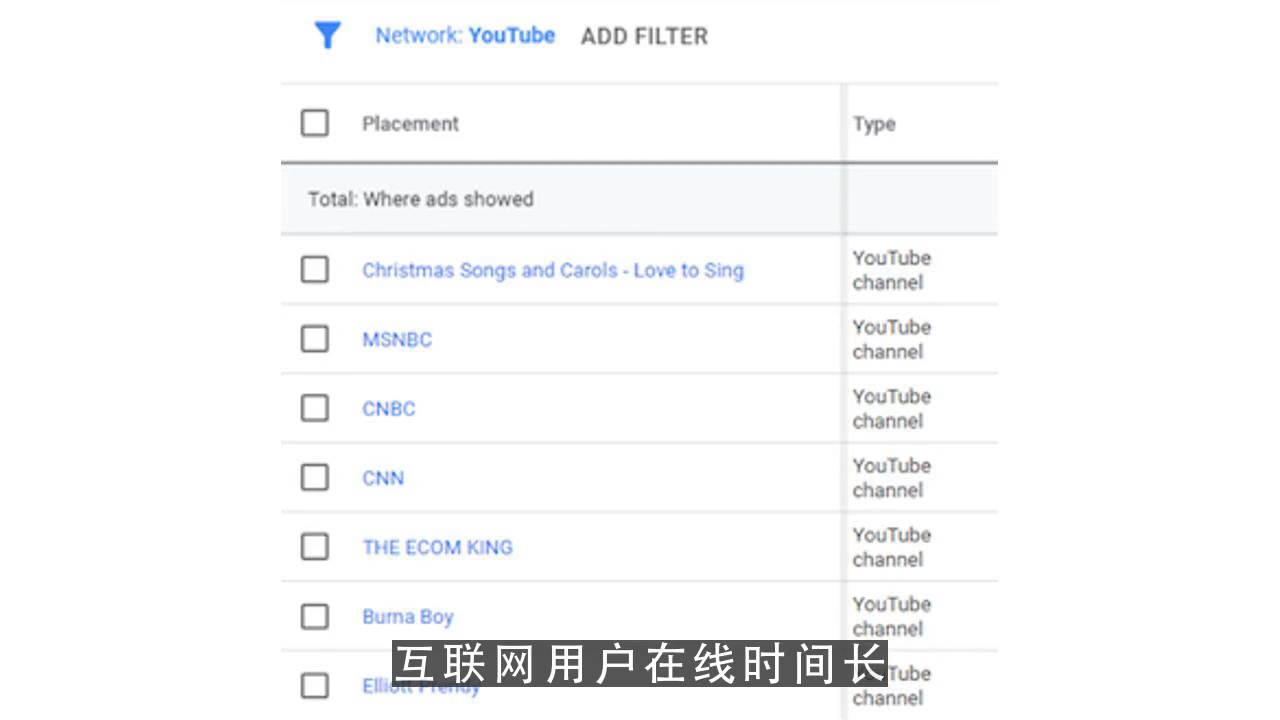 Network: YouTube ADD FILTER
Placement Type
Total: Where ads showed
Christmas Songs and Carols - Love to Sing YouTube channel
MSNBC YouTube channel
CNBC YouTube channel
CNN YouTube channel
THE ECOM KING YouTube channel
Burna Boy YouTube channel
互联网用户在线时间长
Elliott channel